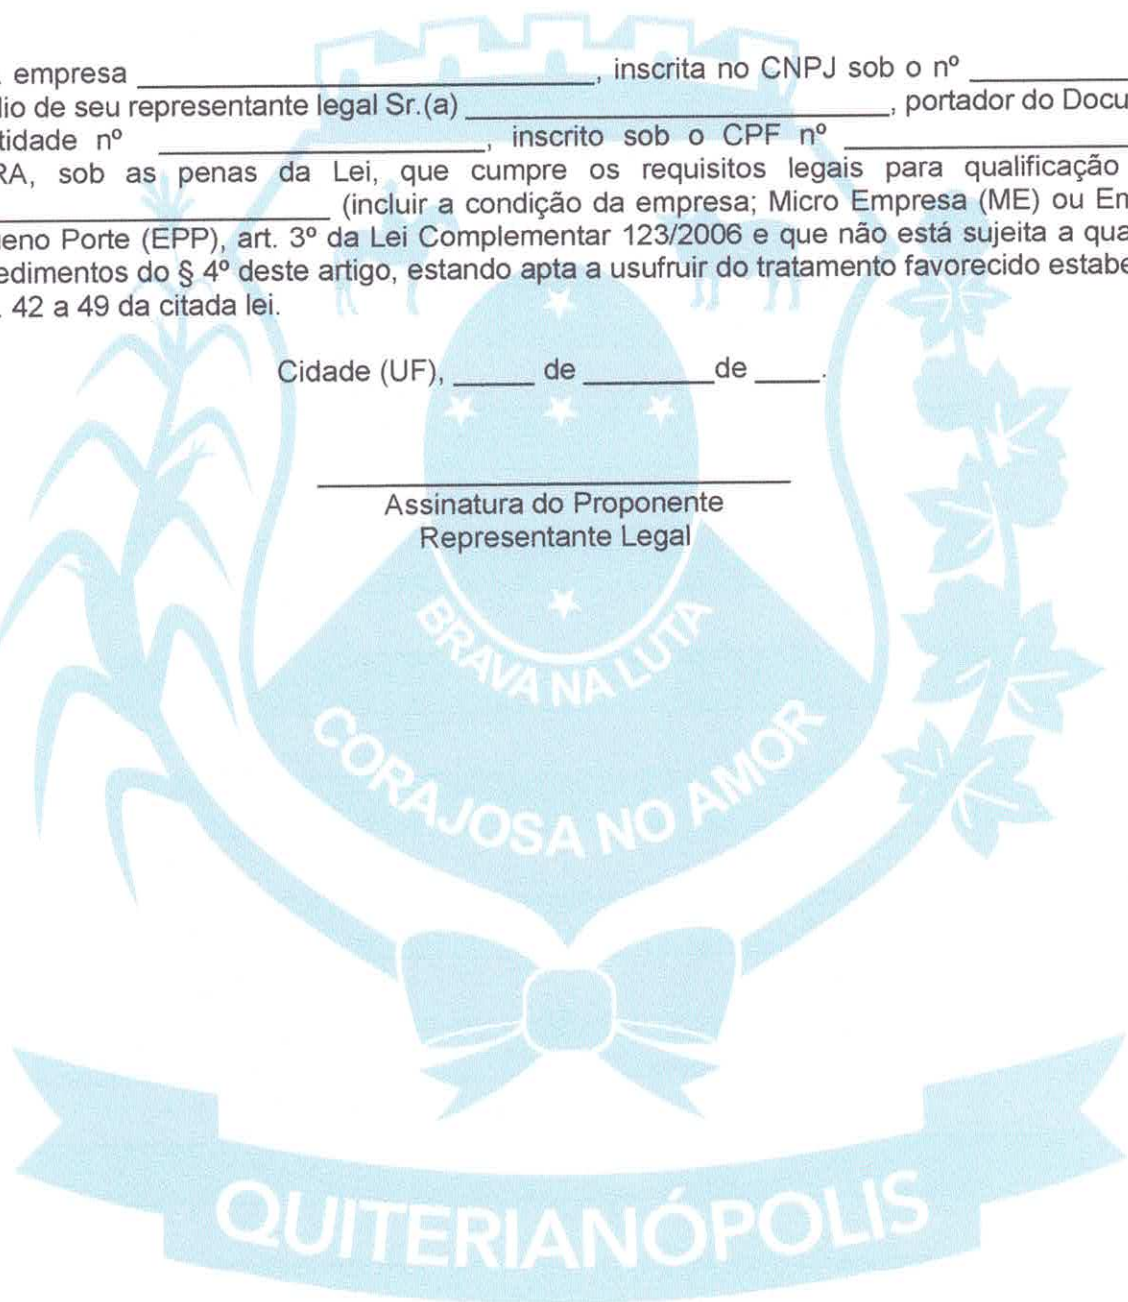 empresa ____________________, inscrita no CNPJ sob o nº ________
io de seu representante legal Sr.(a) ____________________, portador do Docu
tidade nº ____________________, inscrito sob o CPF nº ____________________
RA, sob as penas da Lei, que cumpre os requisitos legais para qualificação
____________________ (incluir a condição da empresa; Micro Empresa (ME) ou Em
eno Porte (EPP), art. 3º da Lei Complementar 123/2006 e que não está sujeita a qua
edimentos do § 4º deste artigo, estando apta a usufruir do tratamento favorecido estabe
. 42 a 49 da citada lei.
Cidade (UF), _____ de ________de ____.
____________________
Assinatura do Proponente
Representante Legal
BRAVA NA LUTA
CORAJOSA NO AMOR
QUITERIANÓPOLIS